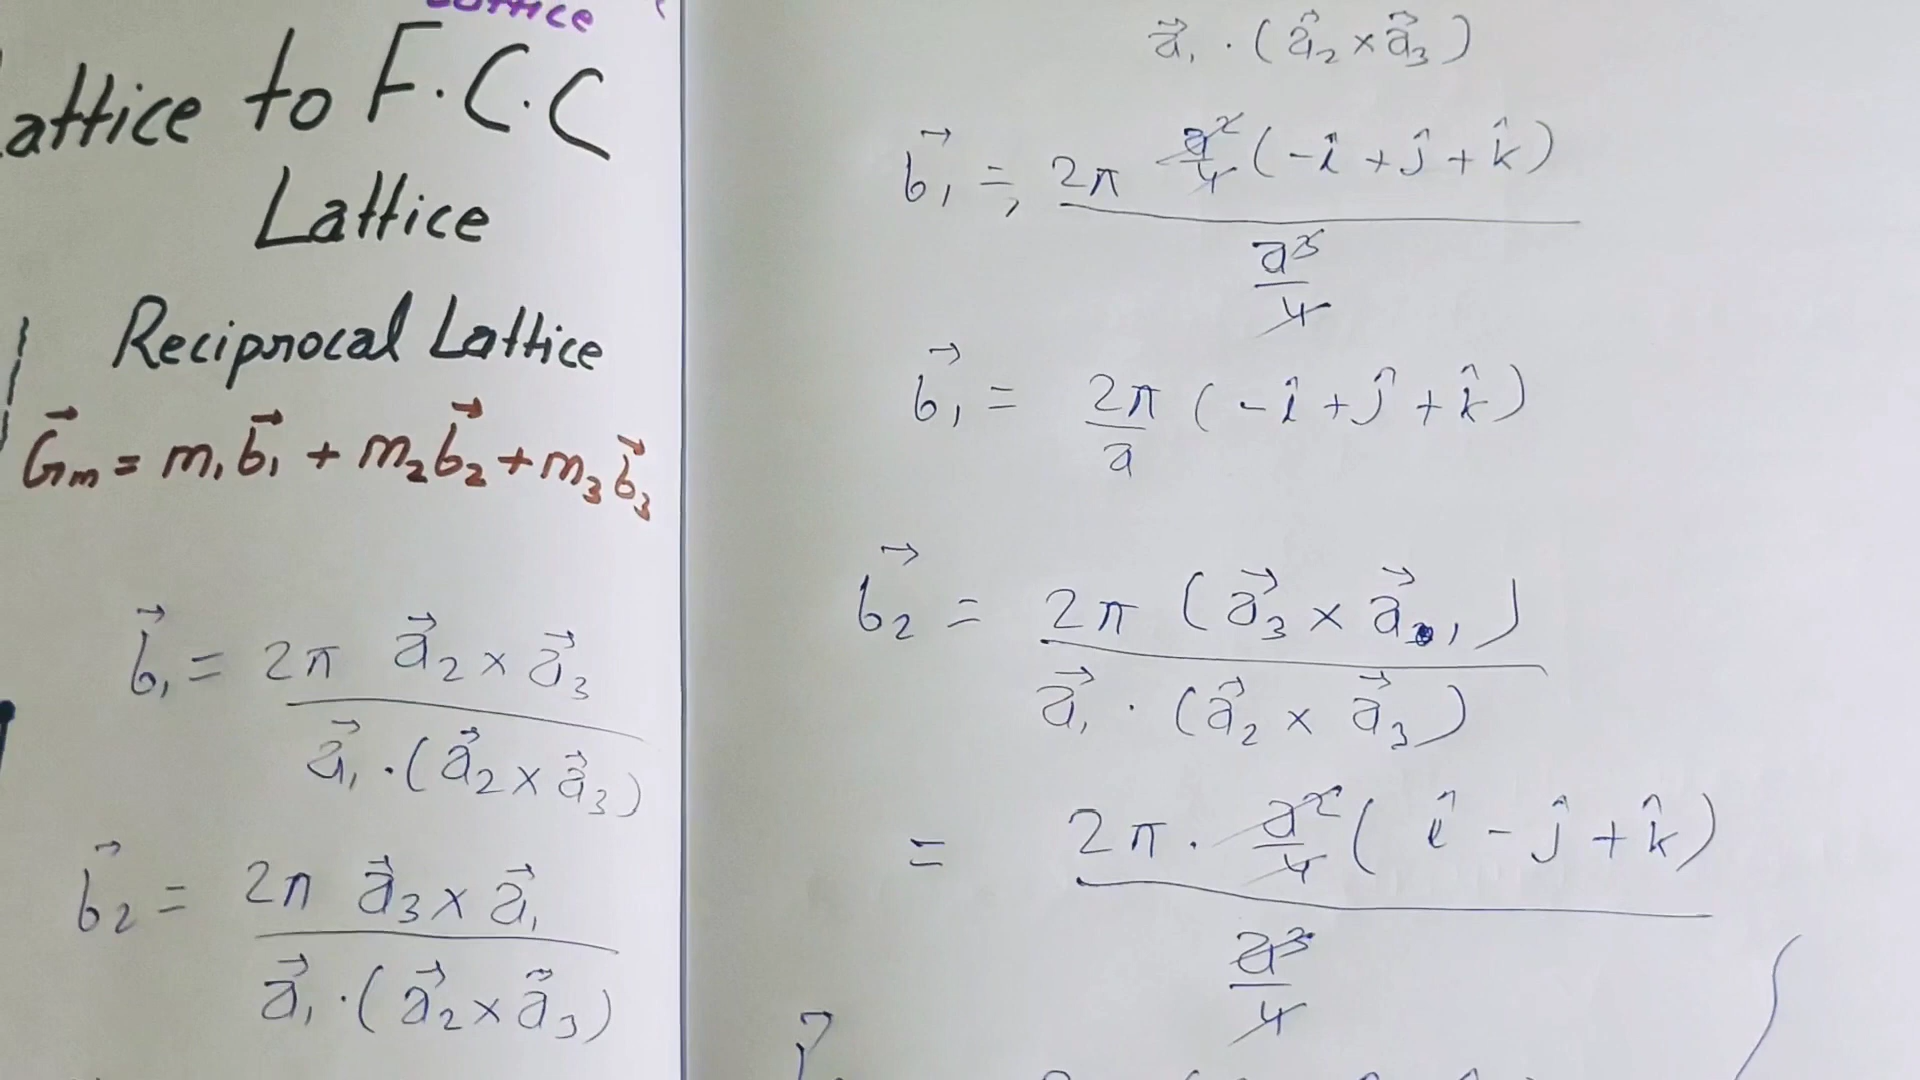 Lattice
Lattice to F.C.C
Lattice
Reciprocal Lattice
G⃗m = m₁b⃗₁ + m₂b⃗₂ + m₃b⃗₃
b⃗₁ = 2π a⃗₂ × a⃗₃
a⃗₁ · (a⃗₂ × a⃗₃)
b⃗₂ = 2π a⃗₃ × a⃗₁
a⃗₁ · (a⃗₂ × a⃗₃)
a⃗₁ · (a⃗₂ × a⃗₃)
b⃗₁ = 2π a²/4 (-î + ĵ + k̂)
a³/4
b⃗₁ = 2π/a (-î + ĵ + k̂)
b⃗₂ = 2π (a⃗₃ × a⃗₁)
a⃗₁ · (a⃗₂ × a⃗₃)
= 2π · a²/4 (î - ĵ + k̂)
a³/4